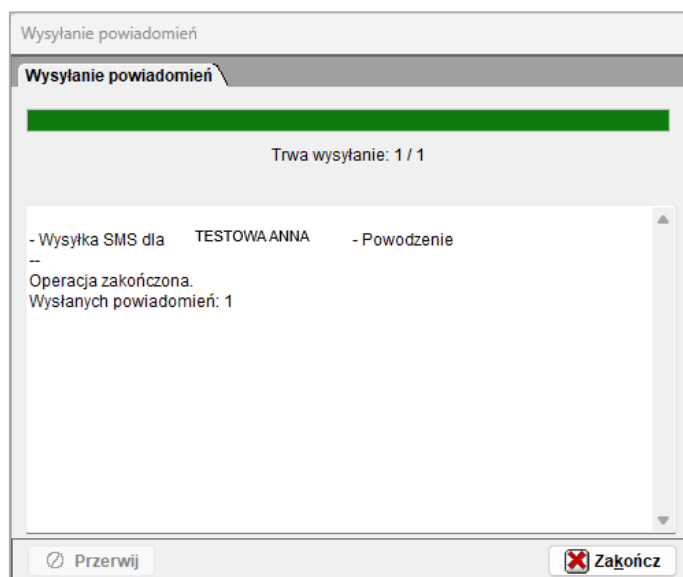 Wysyłanie powiadomień
Wysyłanie powiadomień
Trwa wysyłanie: 1 / 1
- Wysyłka SMS dla TESTOWA ANNA - Powodzenie
--
Operacja zakończona.
Wysłanych powiadomień: 1
Przerwij
Zakończ